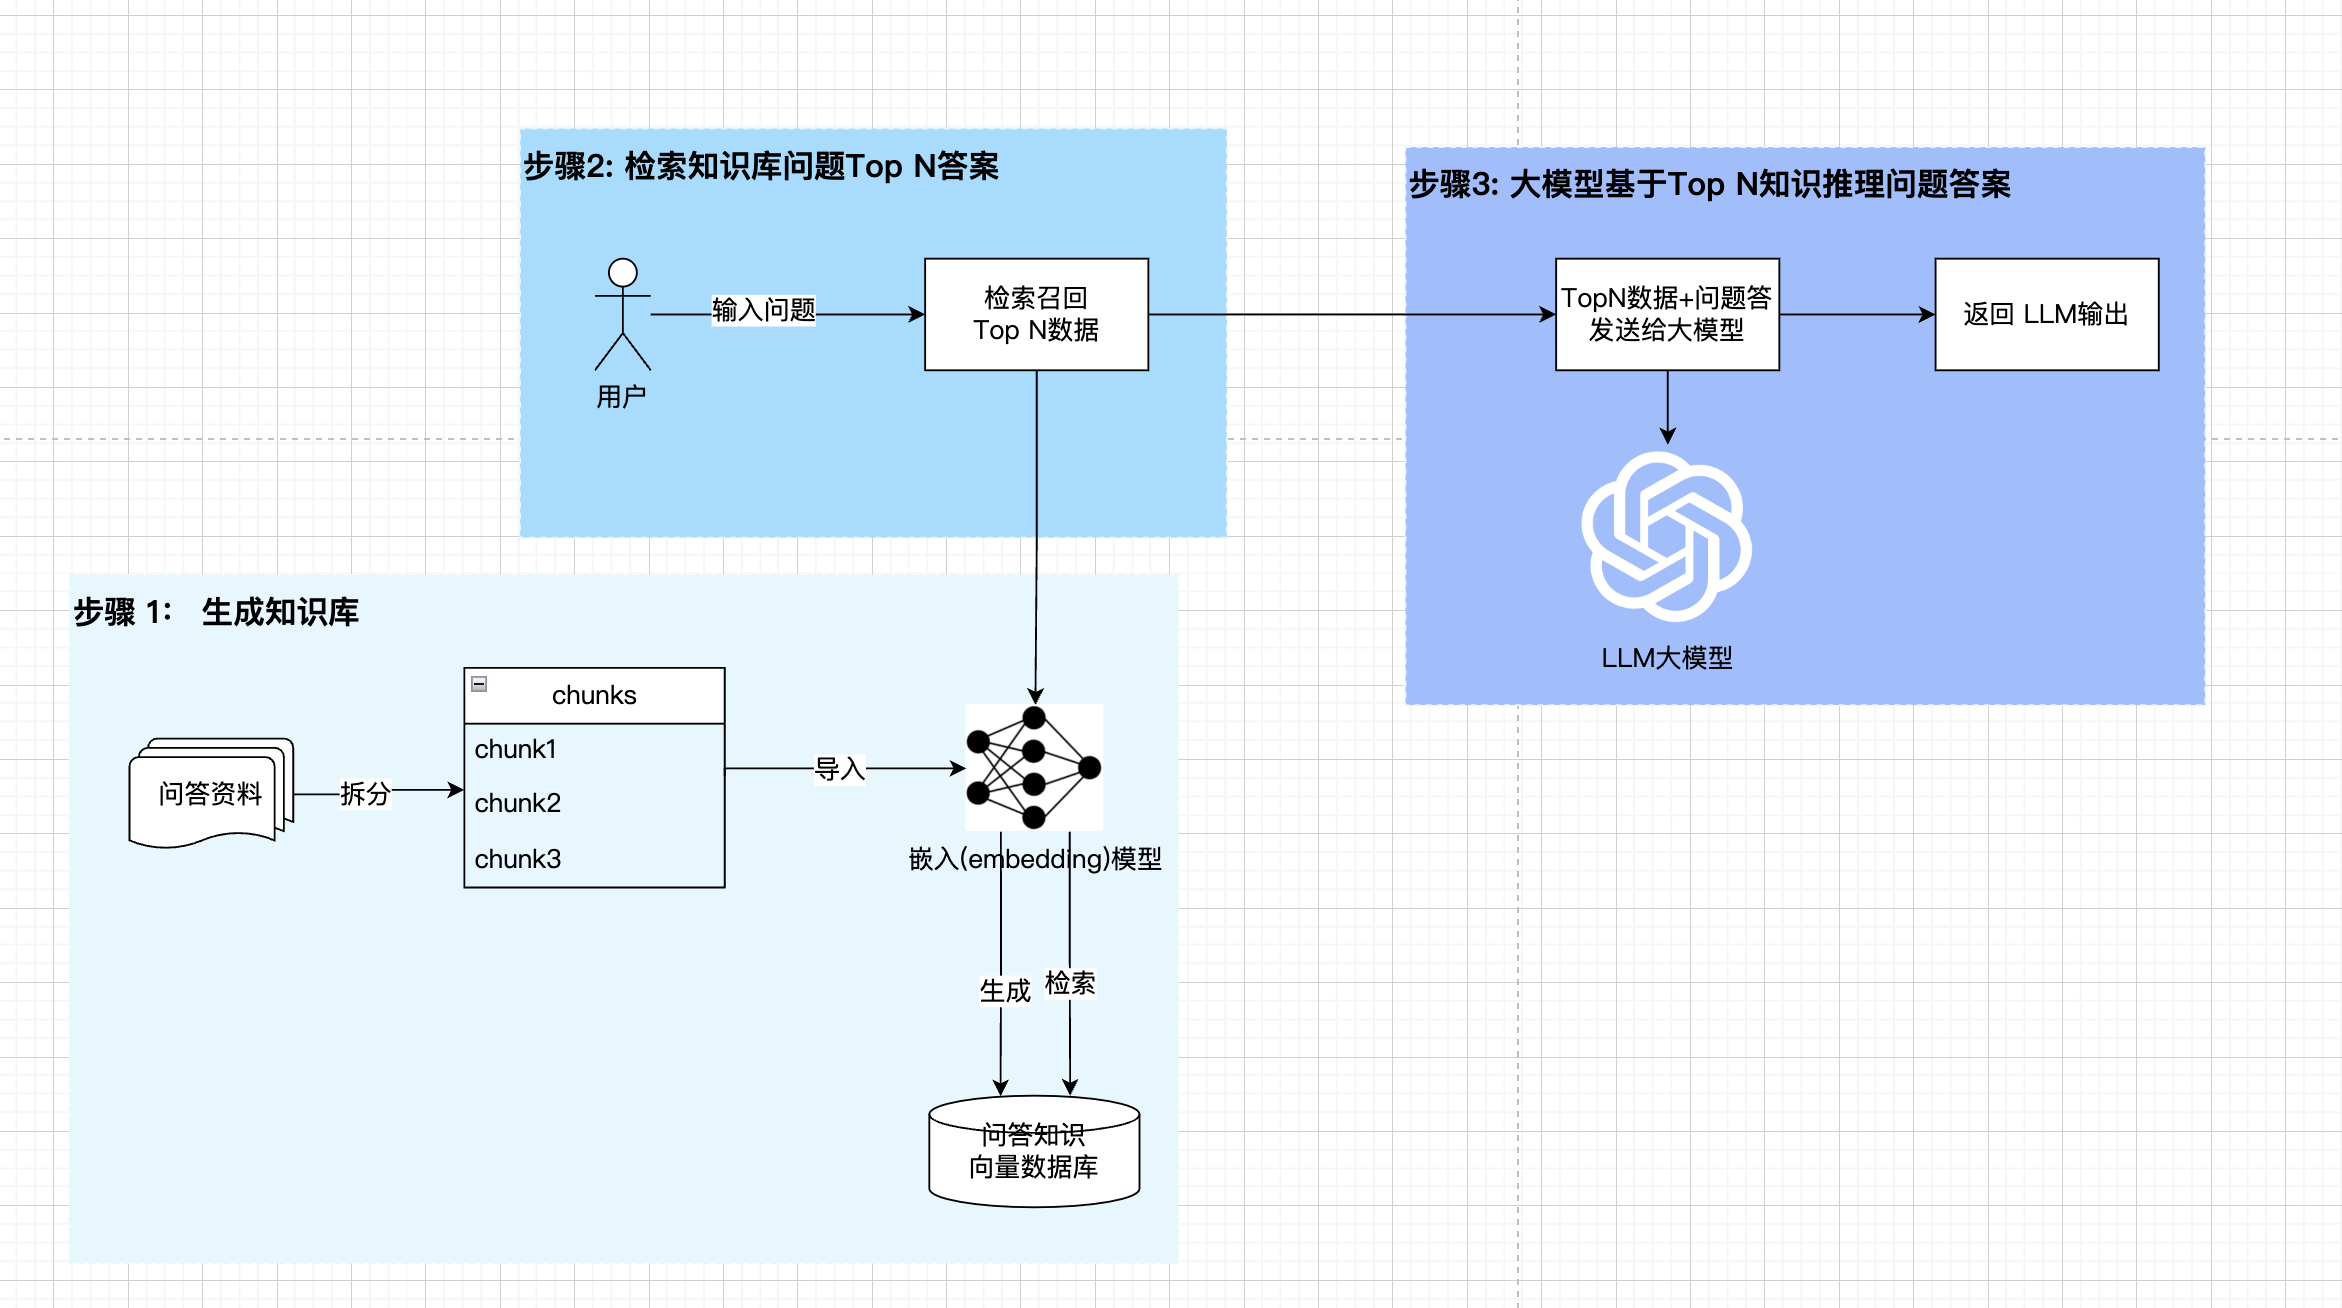 步骤2: 检索知识库问题Top N答案
输入问题
检索召回
Top N数据
用户
步骤3: 大模型基于Top N知识推理问题答案
TopN数据+问题答
发送给大模型
返回 LLM输出
LLM大模型
步骤 1： 生成知识库
问答资料
拆分
chunks
chunk1
chunk2
chunk3
导入
嵌入(embedding)模型
生成
检索
问答知识
向量数据库